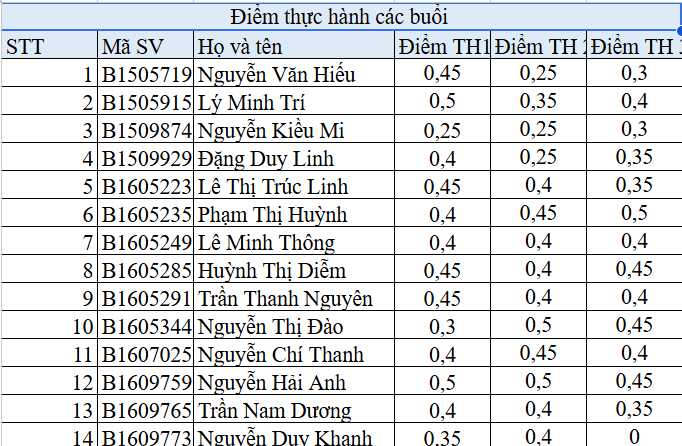 Điểm thực hành các buổi
STT Mã SV Họ và tên Điểm TH1 Điểm TH 2 Điểm TH 3
1 B1505719 Nguyễn Văn Hiếu 0,45 0,25 0,3
2 B1505915 Lý Minh Trí 0,5 0,35 0,4
3 B1509874 Nguyễn Kiều Mi 0,25 0,25 0,3
4 B1509929 Đặng Duy Linh 0,4 0,25 0,35
5 B1605223 Lê Thị Trúc Linh 0,45 0,4 0,35
6 B1605235 Phạm Thị Huỳnh 0,4 0,45 0,5
7 B1605249 Lê Minh Thông 0,4 0,4 0,4
8 B1605285 Huỳnh Thị Diễm 0,45 0,4 0,45
9 B1605291 Trần Thanh Nguyên 0,45 0,4 0,4
10 B1605344 Nguyễn Thị Đào 0,3 0,5 0,45
11 B1607025 Nguyễn Chí Thanh 0,4 0,45 0,4
12 B1609759 Nguyễn Hải Anh 0,5 0,5 0,45
13 B1609765 Trần Nam Dương 0,4 0,4 0,35
14 B1609773 Nguyễn Duy Khanh 0,35 0,4 0